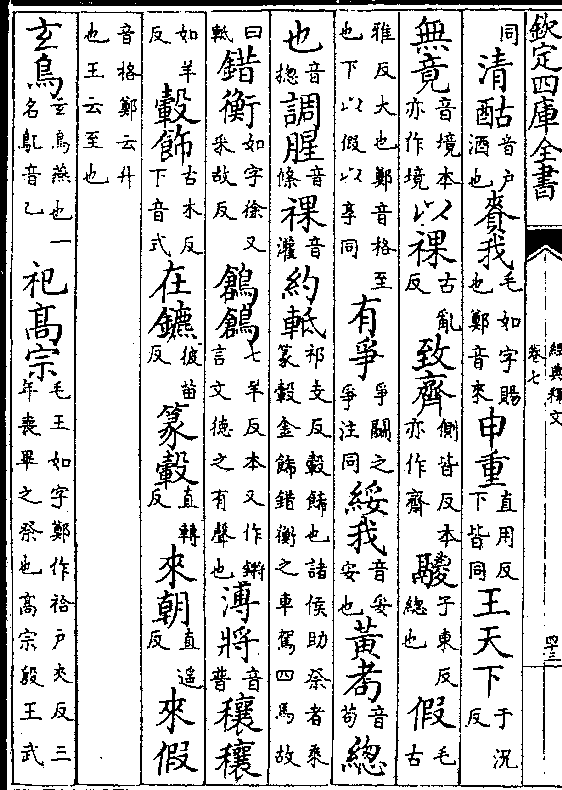 欽定四庫全書
經典釋文
卷七
四十三
同清酤音户酒也賚我毛如字賜也鄭音來申重直用反下皆同王天下于況反
無竟音境本亦作境以祼古亂反致齊側皆反本亦作齊鬷子東反總也假毛古
雅反大也鄭音格至也下以假以享同有爭爭鬭之爭注同綏我音妥安也黃耇音苟總
也音揔調腥音條祼音灌約軧祁支反轂飾也諸侯助祭者乘篆轂金飾錯衡之車駕四馬故
曰軧錯衡如字徐又采故反鶬鶬七羊反本又作鏘言文徳之有聲也溥將音普穰穰
如羊反轂飾古木反下音式在鑣彼苗反篆轂直轉反來朝直遥反來假
音格鄭云升也王云至也
玄鳥玄鳥燕也一名鳦音乙祀髙宗毛王如字鄭作祫户夾反三年喪畢之祭也髙宗殷王武